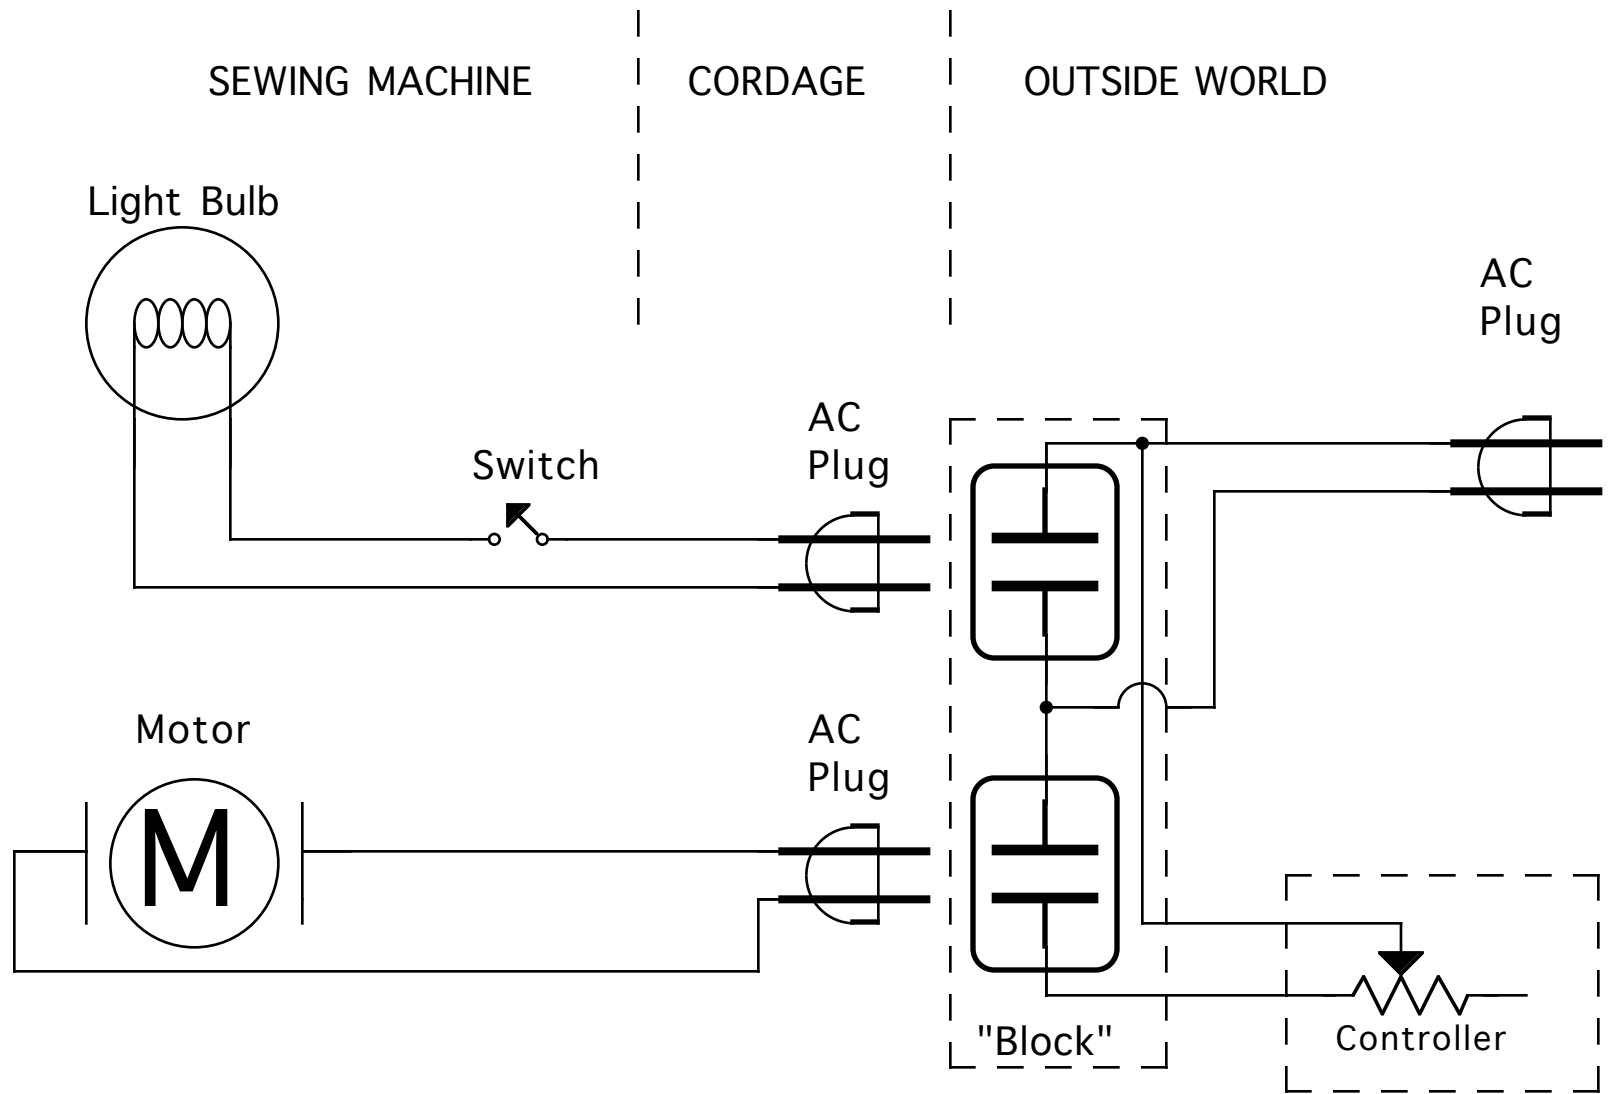 SEWING MACHINE
CORDAGE
OUTSIDE WORLD
Light Bulb
AC
Plug
AC
Plug
Switch
AC
Plug
Motor
M
"Block"
Controller